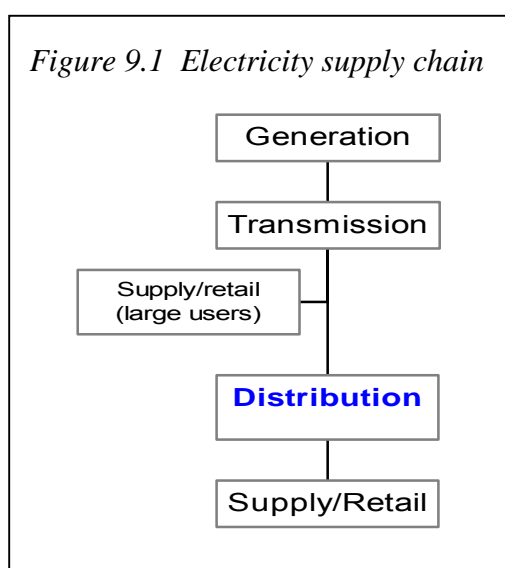 Figure 9.1 Electricity supply chain
Generation
Transmission
Supply/retail
(large users)
Distribution
Supply/Retail